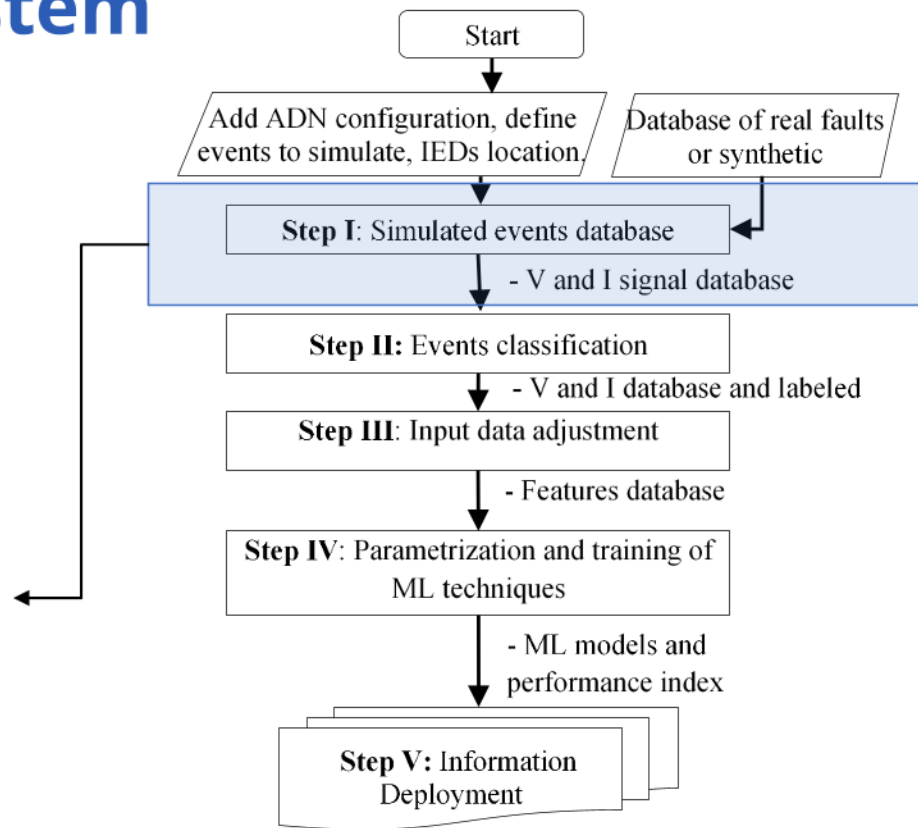 stem
Start
Add ADN configuration, define
events to simulate, IEDs location.
Database of real faults
or synthetic
Step I: Simulated events database
- V and I signal database
Step II: Events classification
- V and I database and labeled
Step III: Input data adjustment
- Features database
Step IV: Parametrization and training of
ML techniques
- ML models and
performance index
Step V: Information
Deployment